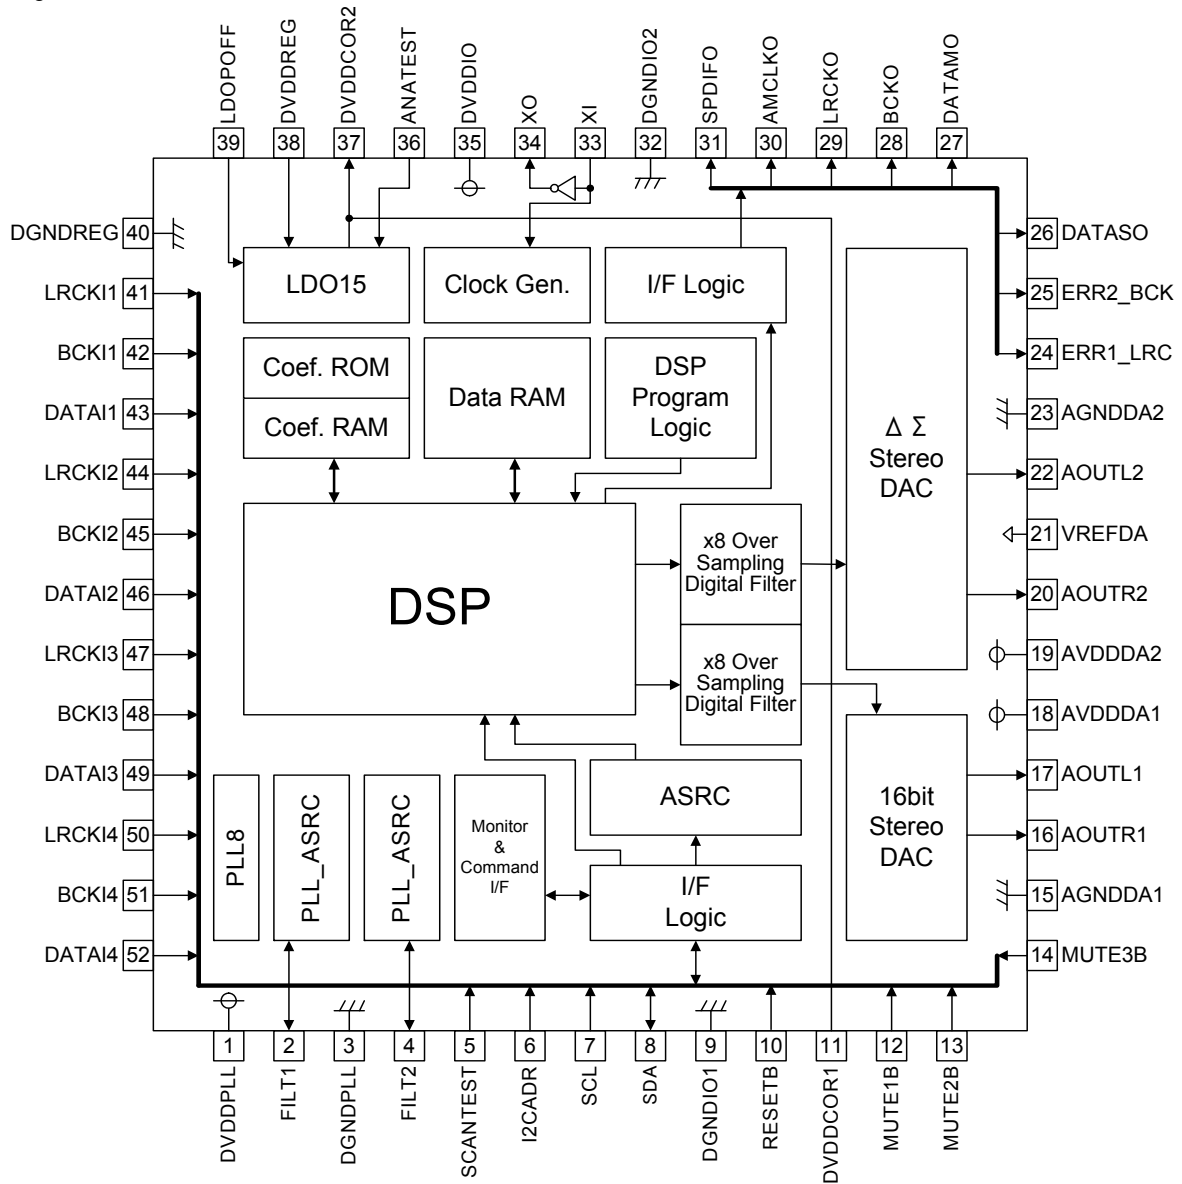 LDOPOFF
DVDDREG
DVDDCOR2
ANATEST
DVDDIO
XO
XI
DGNDIO2
SPDIFO
AMCLKO
LRCKO
BCKO
DATAMO
39 38 37 36 35 34 33 32 31 30 29 28 27
DGNDREG 40
LRCKI1 41
BCKI1 42
DATAI1 43
LRCKI2 44
BCKI2 45
DATAI2 46
LRCKI3 47
BCKI3 48
DATAI3 49
LRCKI4 50
BCKI4 51
DATAI4 52
LDO15
Clock Gen.
I/F Logic
Coef. ROM
Coef. RAM
Data RAM
DSP
Program
Logic
DSP
x8 Over
Sampling
Digital Filter
x8 Over
Sampling
Digital Filter
Δ Σ
Stereo
DAC
16bit
Stereo
DAC
PLL8
PLL_ASRC
PLL_ASRC
Monitor
&
Command
I/F
ASRC
I/F
Logic
26 DATASO
25 ERR2_BCK
24 ERR1_LRC
23 AGNDDA2
22 AOUTL2
21 VREFDA
20 AOUTR2
19 AVDDDA2
18 AVDDDA1
17 AOUTL1
16 AOUTR1
15 AGNDDA1
14 MUTE3B
1 2 3 4 5 6 7 8 9 10 11 12 13
DVDDPLL
FILT1
DGNDPLL
FILT2
SCANTEST
I2CADR
SCL
SDA
DGNDIO1
RESETB
DVDDCOR1
MUTE1B
MUTE2B